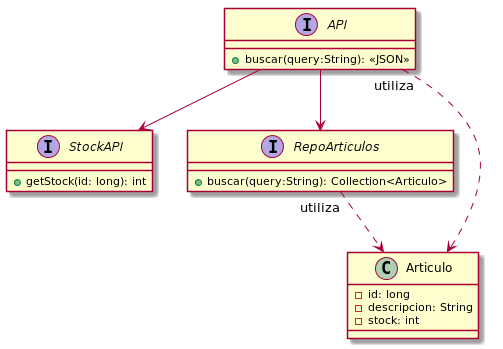 I API
buscar(query:String): «JSON»
utiliza
I StockAPI
getStock(id: long): int
I RepoArticulos
buscar(query:String): Collection<Articulo>
utiliza
C Articulo
id: long
descripcion: String
stock: int